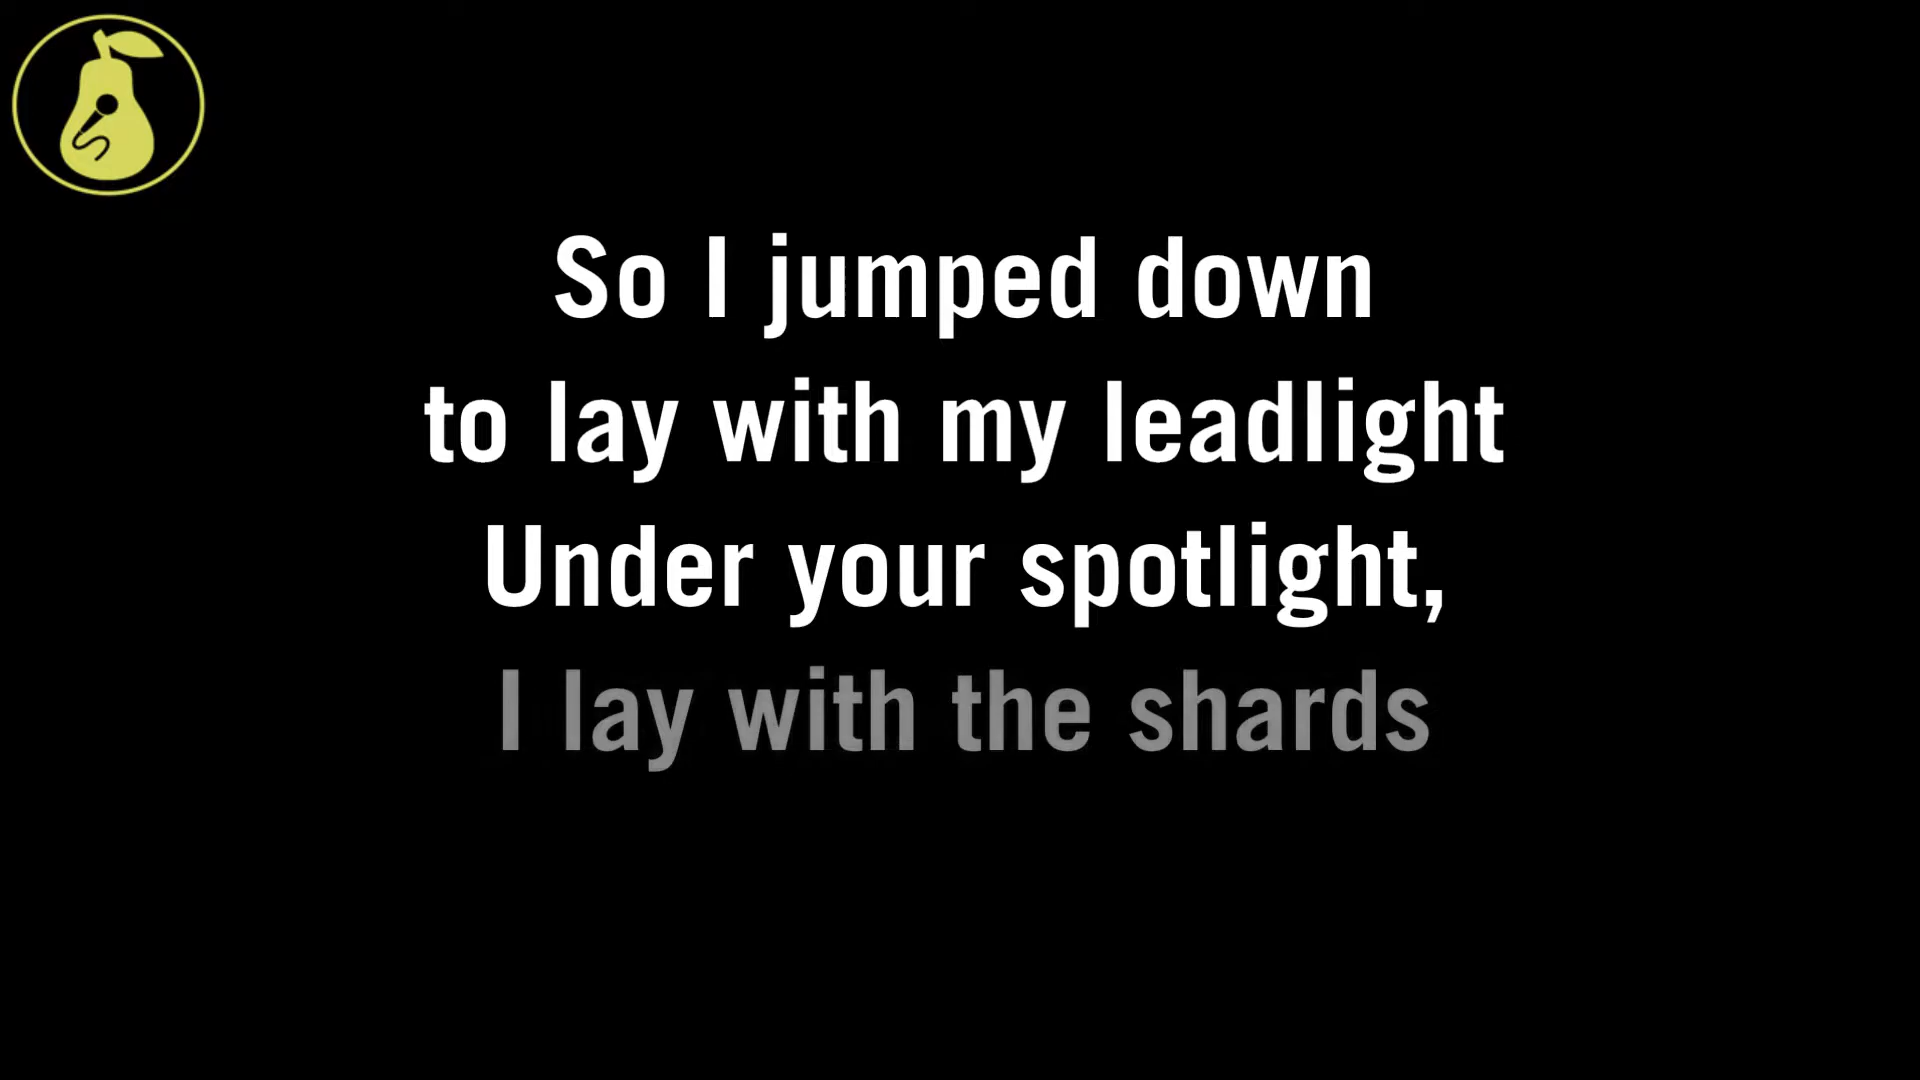 So I jumped down
to lay with my leadlight
Under your spotlight,
I lay with the shards